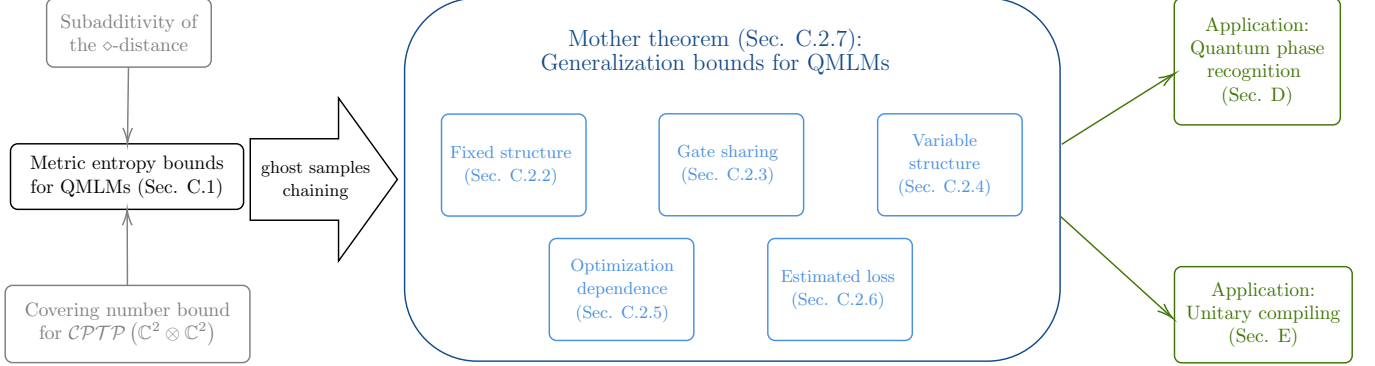 Subadditivity of
the ⋄-distance
Metric entropy bounds
for QMLMs (Sec. C.1)
Covering number bound
for 𝒞𝒫𝒯𝒫 (ℂ² ⊗ ℂ²)
ghost samples
chaining
Mother theorem (Sec. C.2.7):
Generalization bounds for QMLMs
Fixed structure
(Sec. C.2.2)
Gate sharing
(Sec. C.2.3)
Variable
structure
(Sec. C.2.4)
Optimization
dependence
(Sec. C.2.5)
Estimated loss
(Sec. C.2.6)
Application:
Quantum phase
recognition
(Sec. D)
Application:
Unitary compiling
(Sec. E)